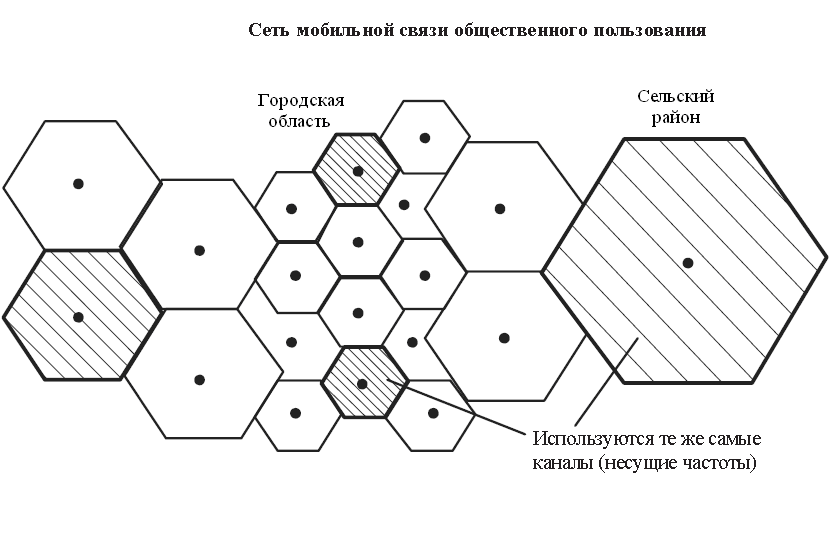 Сеть мобильной связи общественного пользования
Городская
область
Сельский
район
Используются те же самые
каналы (несущие частоты)